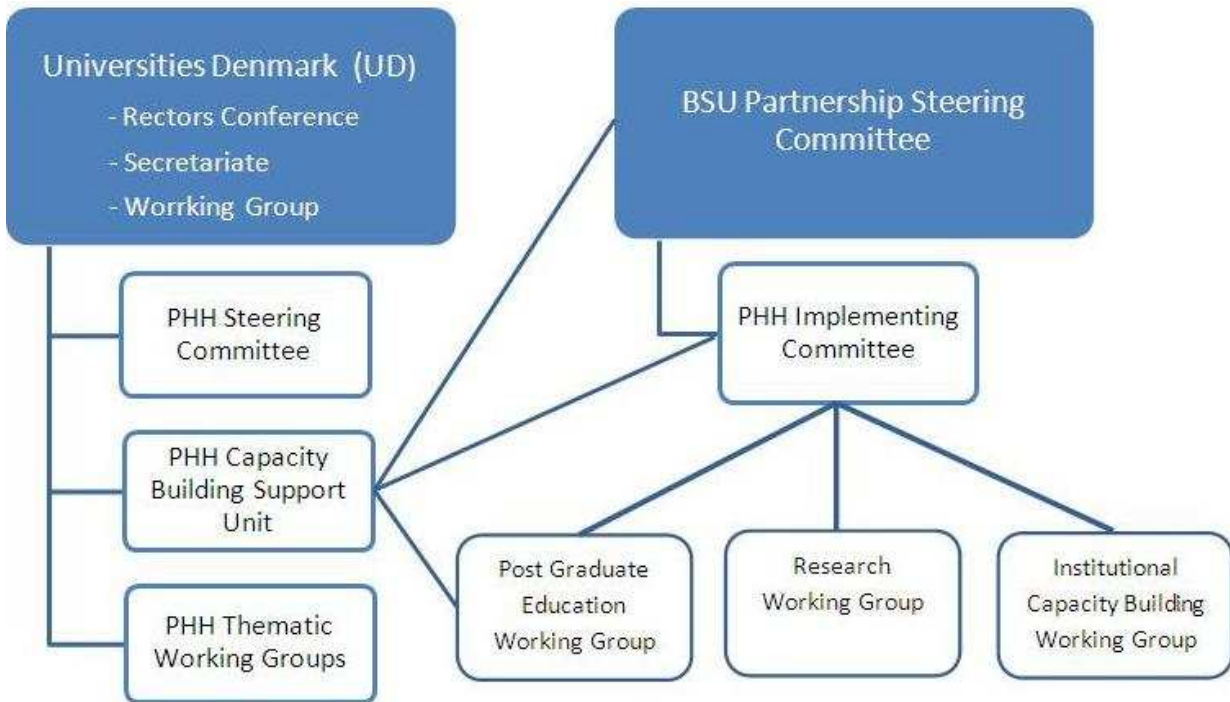 Universities Denmark (UD)
- Rectors Conference
- Secretariate
- Worrking Group
BSU Partnership Steering
Committee
PHH Steering
Committee
PHH Implementing
Committee
PHH Capacity
Building Support
Unit
PHH Thematic
Working Groups
Post Graduate
Education
Working Group
Research
Working Group
Institutional
Capacity Building
Working Group